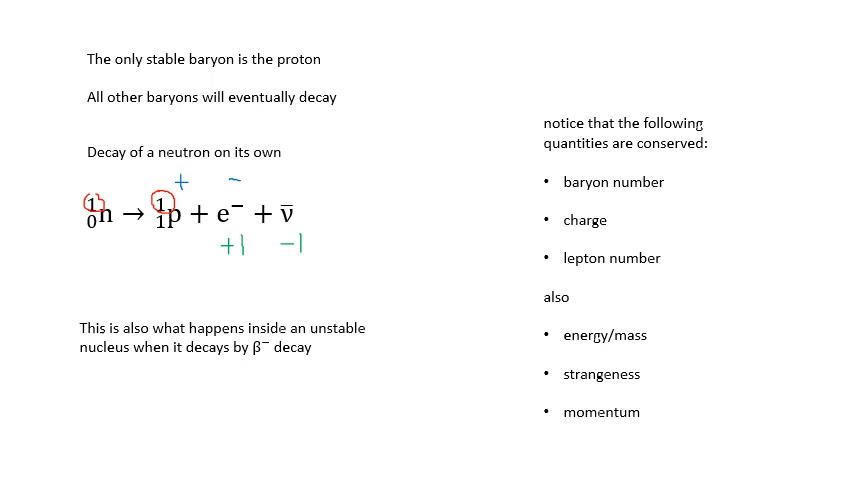 The only stable baryon is the proton
All other baryons will eventually decay
Decay of a neutron on its own
+ −
¹₀n → ¹₁p + e⁻ + ν̅
+1 −1
This is also what happens inside an unstable
nucleus when it decays by β⁻ decay
notice that the following
quantities are conserved:
• baryon number
• charge
• lepton number
also
• energy/mass
• strangeness
• momentum